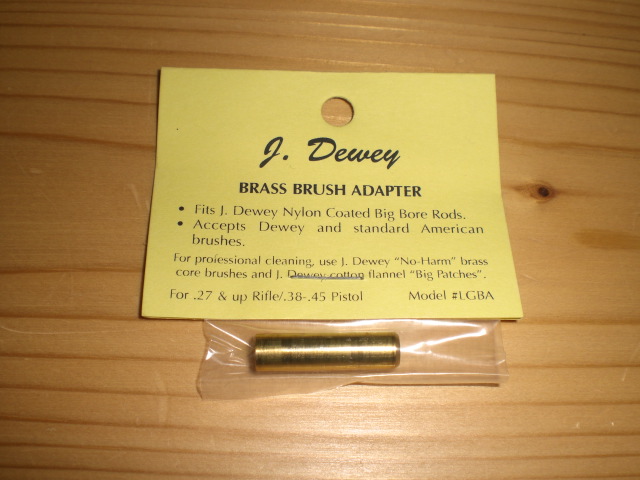 J. Dewey
BRASS BRUSH ADAPTER
• Fits J. Dewey Nylon Coated Big Bore Rods.
• Accepts Dewey and standard American
brushes.
For professional cleaning, use J. Dewey "No-Harm" brass
core brushes and J. Dewey cotton flannel "Big Patches".
For .27 & up Rifle/.38-.45 Pistol Model #LGBA